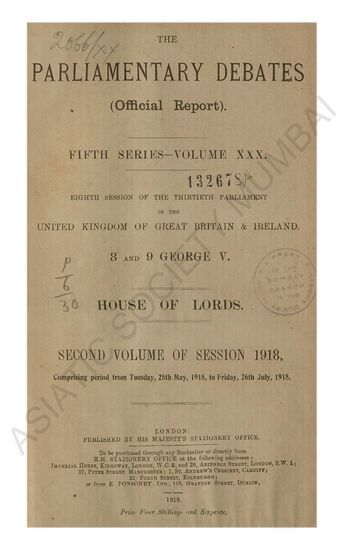 2066/xx
THE
PARLIAMENTARY DEBATES
(Official Report).
FIFTH SERIES—VOLUME XXX.
132678
EIGHTH SESSION OF THE THIRTIETH PARLIAMENT
OF THE
UNITED KINGDOM OF GREAT BRITAIN & IRELAND.
8 AND 9 GEORGE V.
P
6
30
HOUSE OF LORDS.
SECOND VOLUME OF SESSION 1918,
Comprising period from Tuesday, 28th May, 1918, to Friday, 26th July, 1918.
LONDON:
PUBLISHED BY HIS MAJESTY'S STATIONERY OFFICE.
To be purchased through any Bookseller or directly from
H.M. STATIONERY OFFICE at the following addresses:
IMPERIAL HOUSE, KINGSWAY, LONDON, W.C. 2, and 28, ABINGDON STREET, LONDON, S.W. 1;
37, PETER STREET, MANCHESTER; 1, ST. ANDREW'S CRESCENT, CARDIFF;
23, FORTH STREET, EDINBURGH;
or from E. PONSONBY, LTD., 116, GRAFTON STREET, DUBLIN,
1918.
Price Four Shillings and Sixpence.
ASIATIC SOCIETY MUMBAI